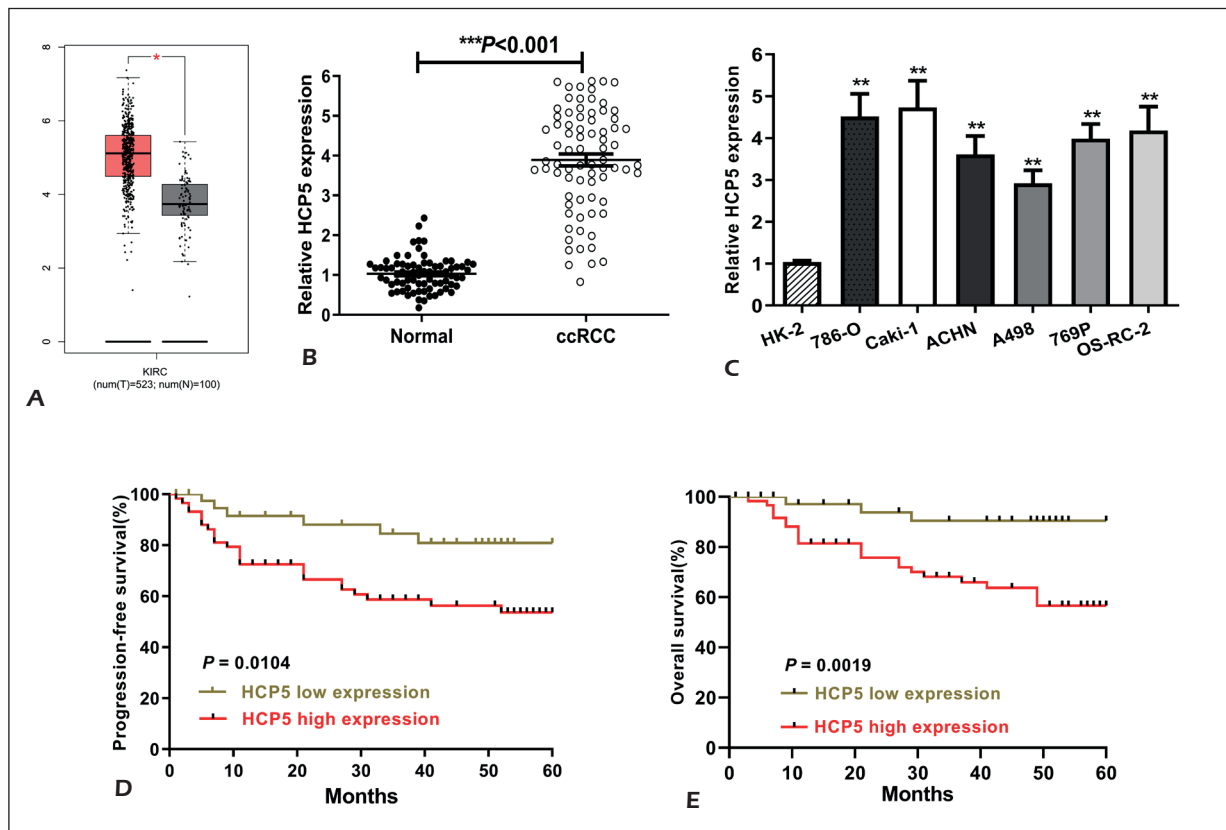 8
6
4
2
0
*
KIRC
(num(T)=523; num(N)=100)
A
***P<0.001
Relative HCP5 expression
6
5
4
3
2
1
0
Normal
ccRCC
B
Relative HCP5 expression
6
5
4
3
2
1
0
**
**
**
**
**
**
HK-2
786-O
Caki-1
ACHN
A498
769P
OS-RC-2
C
Progression-free survival(%)
100
80
60
40
20
0
P = 0.0104
HCP5 low expression
HCP5 high expression
0 10 20 30 40 50 60
Months
D
Overall survival(%)
100
80
60
40
20
0
P = 0.0019
HCP5 low expression
HCP5 high expression
0 10 20 30 40 50 60
Months
E